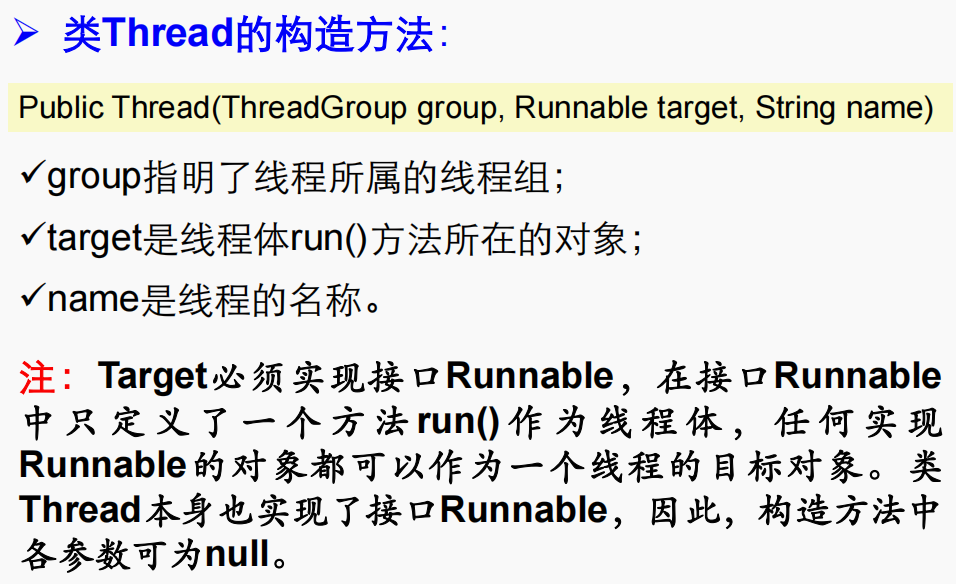 ➢ 类Thread的构造方法：
Public Thread(ThreadGroup group, Runnable target, String name)
✓group指明了线程所属的线程组；
✓target是线程体run()方法所在的对象；
✓name是线程的名称。
注：Target必须实现接口Runnable，在接口Runnable
中只定义了一个方法run()作为线程体，任何实现
Runnable的对象都可以作为一个线程的目标对象。类
Thread本身也实现了接口Runnable，因此，构造方法中
各参数可为null。